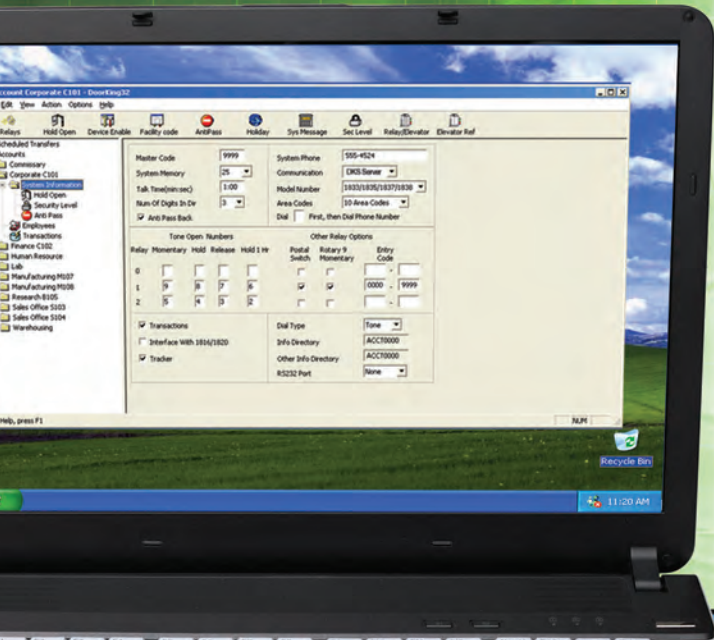 ccount Corporate C101 - DoorKing32
Edit View Action Options Help
Relays Hold Open Device Enable Facility code AntiPass Holiday Sys Message Sec Level Relay/Elevator Elevator Ref
cheduled Transfers
ccounts
Commissary
Corporate C101
System Information
Hold Open
Security Level
Anti Pass
Employees
Transactions
Finance C102
Human Resource
Lab
Manufacturing M107
Manufacturing M108
Research B105
Sales Office S103
Sales Office S104
Warehousing
Master Code 9999 System Phone 555-4524
System Memory 25 Communication DKS Server
Talk Time(min:sec) 1:00 Model Number 1833/1835/1837/1838
Num Of Digits In Dir 3 Area Codes 10 Area Codes
Anti Pass Back Dial First, then Dial Phone Number
Tone Open Numbers Other Relay Options
Relay Momentary Hold Release Hold 1 Hr Postal Switch Rotary 9 Momentary Entry Code
0 -
1 9 8 7 6 0000 - 9999
2 5 4 3 2 -
Transactions Dial Type Tone
Interface With 1816/1820 Info Directory ACCT0000
Tracker Other Info Directory ACCT0000
RS232 Port None
Help, press F1 NUM
Recycle Bin
11:20 AM